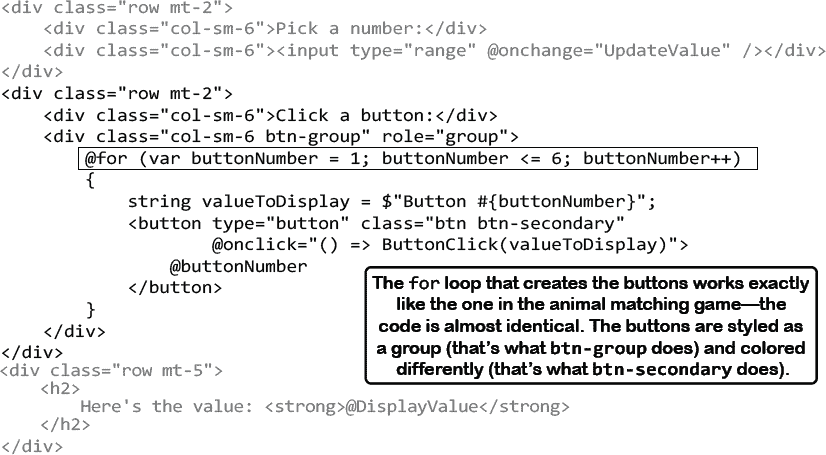 <div class="row mt-2">
    <div class="col-sm-6">Pick a number:</div>
    <div class="col-sm-6"><input type="range" @onchange="UpdateValue" /></div>
</div>
<div class="row mt-2">
    <div class="col-sm-6">Click a button:</div>
    <div class="col-sm-6 btn-group" role="group">
        @for (var buttonNumber = 1; buttonNumber <= 6; buttonNumber++)
        {
            string valueToDisplay = $"Button #{buttonNumber}";
            <button type="button" class="btn btn-secondary"
                    @onclick="() => ButtonClick(valueToDisplay)">
                @buttonNumber
            </button>
        }
    </div>
</div>
<div class="row mt-5">
    <h2>
        Here's the value: <strong>@DisplayValue</strong>
    </h2>
</div>
The for loop that creates the buttons works exactly
like the one in the animal matching game—the
code is almost identical. The buttons are styled as
a group (that's what btn-group does) and colored
differently (that's what btn-secondary does).